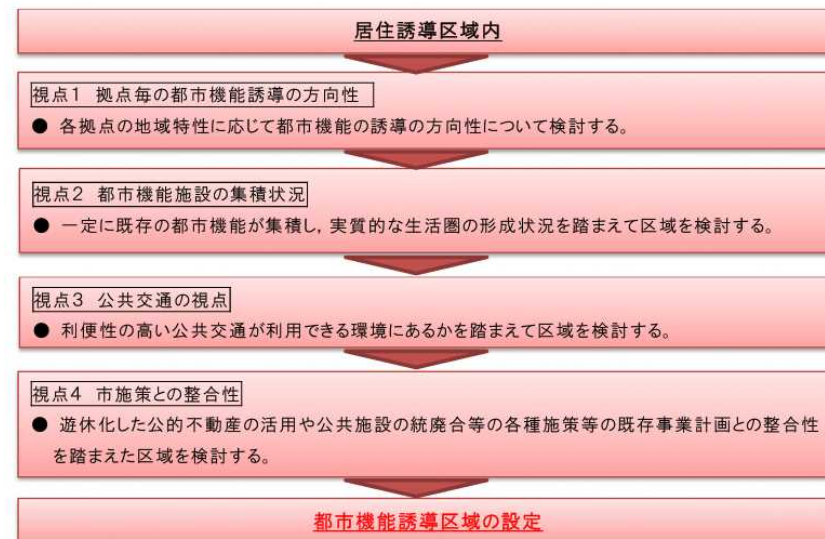 居住誘導区域内
視点1 拠点毎の都市機能誘導の方向性
● 各拠点の地域特性に応じて都市機能の誘導の方向性について検討する。
視点2 都市機能施設の集積状況
● 一定に既存の都市機能が集積し，実質的な生活圏の形成状況を踏まえて区域を検討する。
視点3 公共交通の視点
● 利便性の高い公共交通が利用できる環境にあるかを踏まえて区域を検討する。
視点4 市施策との整合性
● 遊休化した公的不動産の活用や公共施設の統廃合等の各種施策等の既存事業計画との整合性
を踏まえた区域を検討する。
都市機能誘導区域の設定